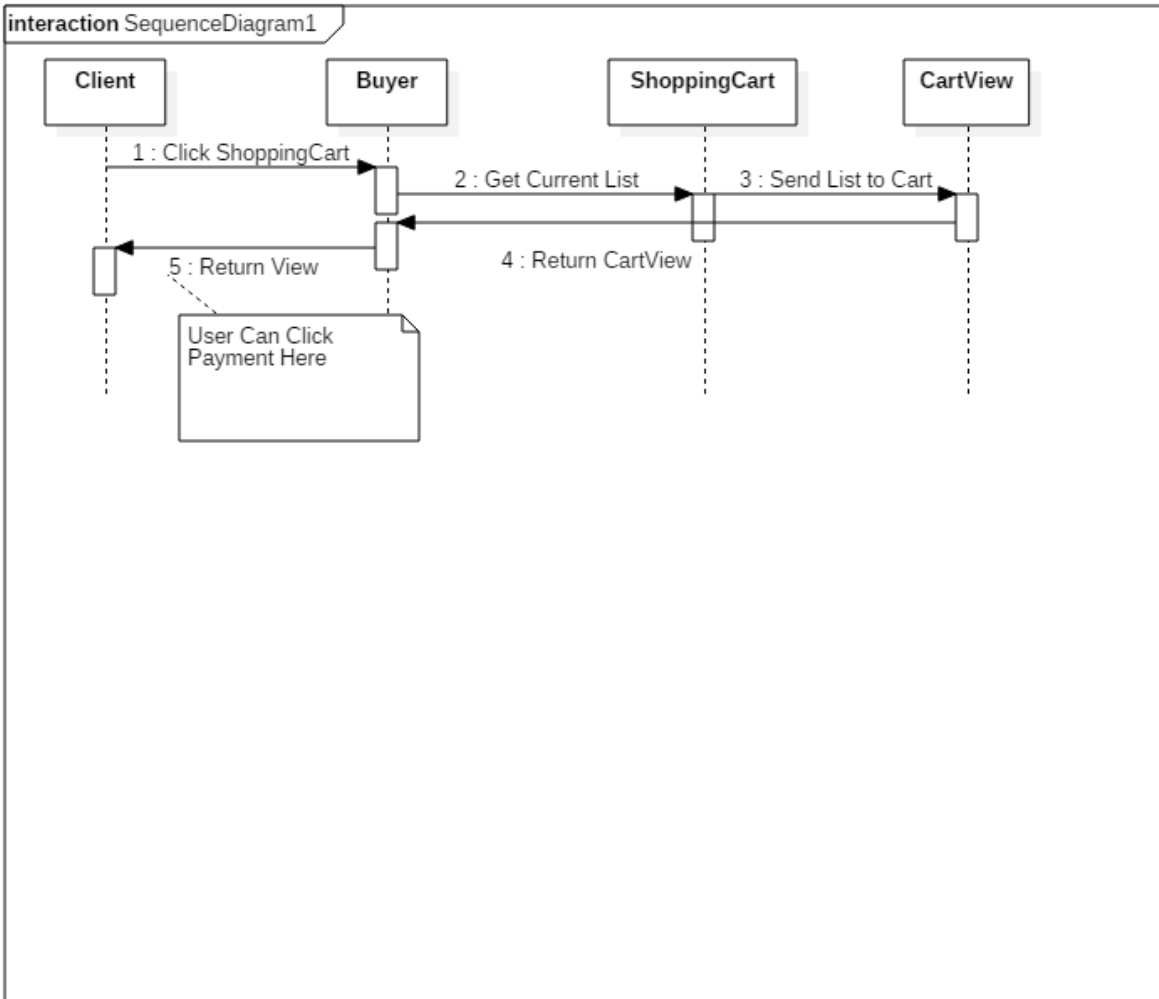 interaction SequenceDiagram1
Client
Buyer
ShoppingCart
CartView
1 : Click ShoppingCart
2 : Get Current List
3 : Send List to Cart
4 : Return CartView
5 : Return View
User Can Click
Payment Here